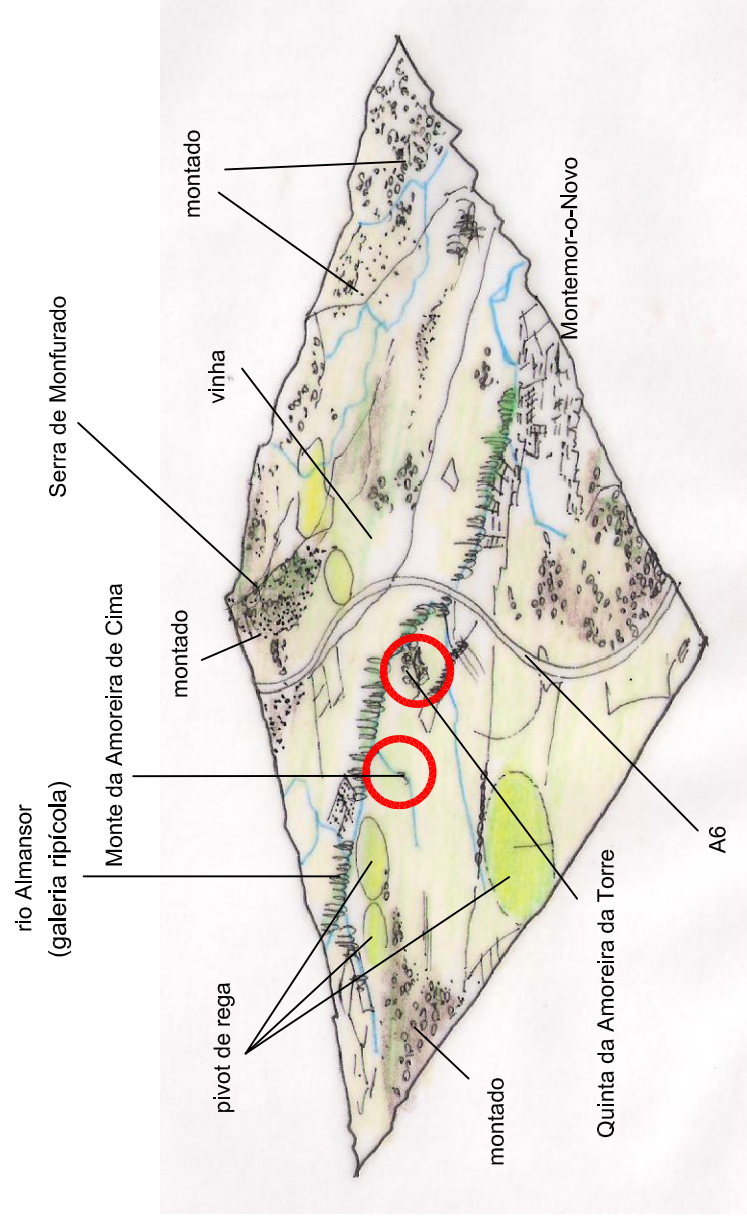 rio Almansor
(galeria ripícola)
Monte da Amoreira de Cima
Serra de Monfurado
montado
vinha
montado
pivot de rega
montado
Quinta da Amoreira da Torre
A6
Montemor-o-Novo